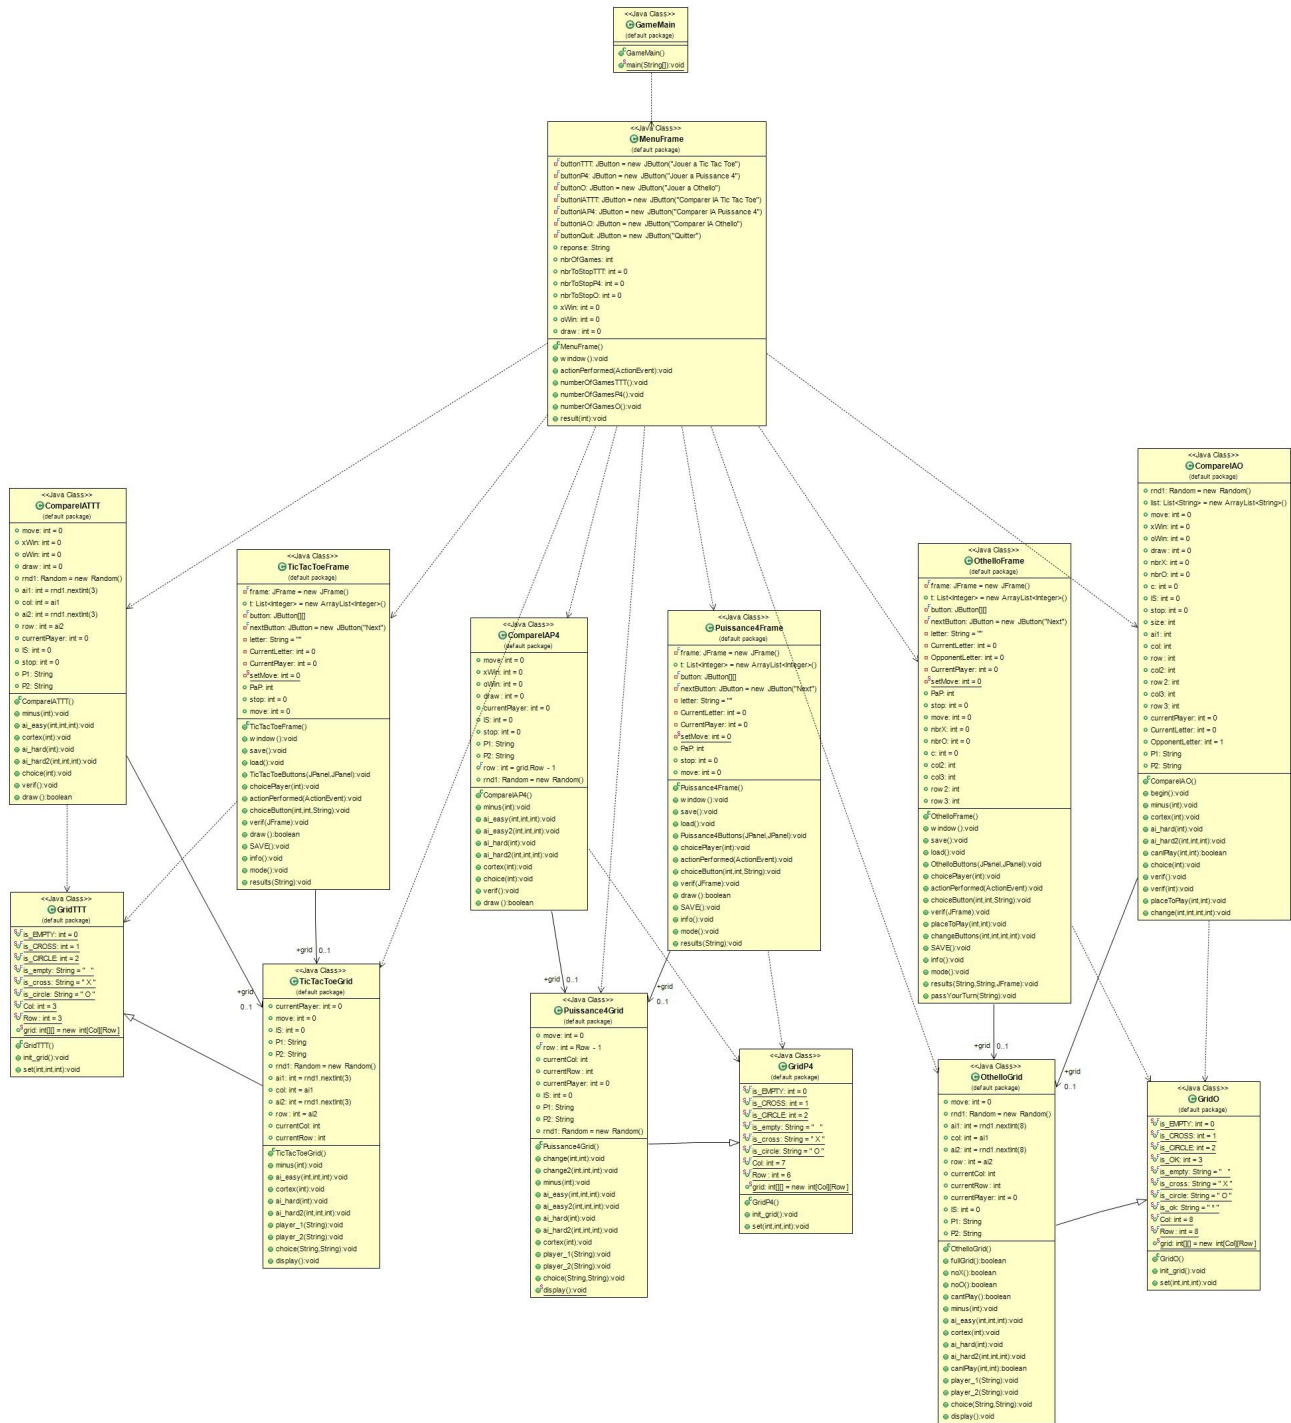 <<Java Class>>
GameMain
(default package)
GameMain()
main(String[]):void
<<Java Class>>
MenuFrame
(default package)
buttonTTT: JButton = new JButton("Jouer a Tic Tac Toe")
buttonP4: JButton = new JButton("Jouer a Puissance 4")
buttonO: JButton = new JButton("Jouer a Othello")
buttonIATTT: JButton = new JButton("Comparer IA Tic Tac Toe")
buttonIAP4: JButton = new JButton("Comparer IA Puissance 4")
buttonIAO: JButton = new JButton("Comparer IA Othello")
buttonQuit: JButton = new JButton("Quitter")
reponse: String
nbrOfGames: int
nbrToStopTTT: int = 0
nbrToStopP4: int = 0
nbrToStopO: int = 0
xWin: int = 0
oWin: int = 0
draw: int = 0
MenuFrame()
window():void
actionPerformed(ActionEvent):void
numberOfGamesTTT():void
numberOfGamesP4():void
numberOfGamesO():void
result(int):void
<<Java Class>>
CompareIATTT
(default package)
move: int = 0
xWin: int = 0
oWin: int = 0
draw: int = 0
rnd1: Random = new Random()
ai1: int = rnd1.nextInt(3)
col: int = ai1
ai2: int = rnd1.nextInt(3)
row: int = ai2
currentPlayer: int = 0
IS: int = 0
stop: int = 0
P1: String
P2: String
CompareIATTT()
minus(int):void
ai_easy(int,int,int):void
cortex(int):void
ai_hard(int):void
ai_hard2(int,int,int):void
choice(int):void
verif():void
draw():boolean
<<Java Class>>
TicTacToeFrame
(default package)
frame: JFrame = new JFrame()
t: List<Integer> = new ArrayList<Integer>()
button: JButton[][]
nextButton: JButton = new JButton("Next")
letter: String = ""
CurrentLetter: int = 0
CurrentPlayer: int = 0
setMove: int = 0
PaP: int
stop: int = 0
move: int = 0
TicTacToeFrame()
window():void
save():void
load():void
TicTacToeButtons(JPanel,JPanel):void
choicePlayer(int):void
actionPerformed(ActionEvent):void
choiceButton(int,int,String):void
verif(JFrame):void
draw():boolean
SAVE():void
info():void
mode():void
results(String):void
<<Java Class>>
CompareIAP4
(default package)
move: int = 0
xWin: int = 0
oWin: int = 0
draw: int = 0
currentPlayer: int = 0
IS: int = 0
stop: int = 0
P1: String
P2: String
row: int = grid.Row - 1
rnd1: Random = new Random()
CompareIAP4()
minus(int):void
ai_easy(int,int,int):void
ai_easy2(int,int,int):void
ai_hard(int):void
ai_hard2(int,int,int):void
cortex(int):void
choice(int):void
verif():void
draw():boolean
<<Java Class>>
Puissance4Frame
(default package)
frame: JFrame = new JFrame()
t: List<Integer> = new ArrayList<Integer>()
button: JButton[][]
nextButton: JButton = new JButton("Next")
letter: String = ""
CurrentLetter: int = 0
CurrentPlayer: int = 0
setMove: int = 0
PaP: int
stop: int = 0
move: int = 0
Puissance4Frame()
window():void
save():void
load():void
Puissance4Buttons(JPanel,JPanel):void
choicePlayer(int):void
actionPerformed(ActionEvent):void
choiceButton(int,int,String):void
verif(JFrame):void
draw():boolean
SAVE():void
info():void
mode():void
results(String):void
<<Java Class>>
OthelloFrame
(default package)
frame: JFrame = new JFrame()
t: List<Integer> = new ArrayList<Integer>()
button: JButton[][]
nextButton: JButton = new JButton("Next")
letter: String = ""
CurrentLetter: int = 0
OpponentLetter: int = 0
CurrentPlayer: int = 0
setMove: int = 0
PaP: int
stop: int = 0
move: int = 0
nbrX: int = 0
nbrO: int = 0
c: int = 0
col2: int
col3: int
row2: int
row3: int
OthelloFrame()
window():void
save():void
load():void
OthelloButtons(JPanel,JPanel):void
choicePlayer(int):void
actionPerformed(ActionEvent):void
choiceButton(int,int,String):void
verif(JFrame):void
placeToPlay(int,int):void
changeButtons(int,int,int,int):void
SAVE():void
info():void
mode():void
results(String,String,JFrame):void
passYourTurn(String):void
<<Java Class>>
CompareIAO
(default package)
rnd1: Random = new Random()
list: List<String> = new ArrayList<String>()
move: int = 0
xWin: int = 0
oWin: int = 0
draw: int = 0
nbrX: int = 0
nbrO: int = 0
c: int = 0
IS: int = 0
stop: int = 0
size: int
ai1: int
col: int
row: int
col2: int
row2: int
col3: int
row3: int
currentPlayer: int = 0
CurrentLetter: int = 0
OpponentLetter: int = 1
P1: String
P2: String
CompareIAO()
begin():void
minus(int):void
cortex(int):void
ai_hard(int):void
ai_hard2(int,int,int):void
canIPlay(int,int):boolean
choice(int):void
verif():void
verif(int):void
placeToPlay(int,int):void
change(int,int,int,int):void
<<Java Class>>
GridTTT
(default package)
is_EMPTY: int = 0
is_CROSS: int = 1
is_CIRCLE: int = 2
is_empty: String = "   "
is_cross: String = " X "
is_circle: String = " O "
Col: int = 3
Row: int = 3
grid: int[][] = new int[Col][Row]
GridTTT()
init_grid():void
set(int,int,int):void
+grid
0..1
+grid 0..1
<<Java Class>>
TicTacToeGrid
(default package)
currentPlayer: int = 0
move: int = 0
IS: int = 0
P1: String
P2: String
rnd1: Random = new Random()
ai1: int = rnd1.nextInt(3)
col: int = ai1
ai2: int = rnd1.nextInt(3)
row: int = ai2
currentCol: int
currentRow: int
TicTacToeGrid()
minus(int):void
ai_easy(int,int,int):void
cortex(int):void
ai_hard(int):void
ai_hard2(int,int,int):void
player_1(String):void
player_2(String):void
choice(String,String):void
display():void
+grid 0..1
+grid
0..1
<<Java Class>>
Puissance4Grid
(default package)
move: int = 0
row: int = Row - 1
currentCol: int
currentRow: int
currentPlayer: int = 0
IS: int = 0
P1: String
P2: String
rnd1: Random = new Random()
Puissance4Grid()
change(int,int):void
change2(int,int,int):void
minus(int):void
ai_easy(int,int,int):void
ai_easy2(int,int,int):void
ai_hard(int):void
ai_hard2(int,int,int):void
cortex(int):void
player_1(String):void
player_2(String):void
choice(String,String):void
display():void
<<Java Class>>
GridP4
(default package)
is_EMPTY: int = 0
is_CROSS: int = 1
is_CIRCLE: int = 2
is_empty: String = "   "
is_cross: String = " X "
is_circle: String = " O "
Col: int = 7
Row: int = 6
grid: int[][] = new int[Col][Row]
GridP4()
init_grid():void
set(int,int,int):void
+grid 0..1
+grid
0..1
<<Java Class>>
OthelloGrid
(default package)
move: int = 0
rnd1: Random = new Random()
ai1: int = rnd1.nextInt(8)
col: int = ai1
ai2: int = rnd1.nextInt(8)
row: int = ai2
currentCol: int
currentRow: int
currentPlayer: int = 0
IS: int = 0
P1: String
P2: String
OthelloGrid()
fullGrid():boolean
noX():boolean
noO():boolean
cantPlay():boolean
minus(int):void
ai_easy(int,int,int):void
cortex(int):void
ai_hard(int):void
ai_hard2(int,int,int):void
canIPlay(int,int):boolean
player_1(String):void
player_2(String):void
choice(String,String):void
display():void
<<Java Class>>
GridO
(default package)
is_EMPTY: int = 0
is_CROSS: int = 1
is_CIRCLE: int = 2
is_OK: int = 3
is_empty: String = "   "
is_cross: String = " X "
is_circle: String = " O "
is_ok: String = " * "
Col: int = 8
Row: int = 8
grid: int[][] = new int[Col][Row]
GridO()
init_grid():void
set(int,int,int):void